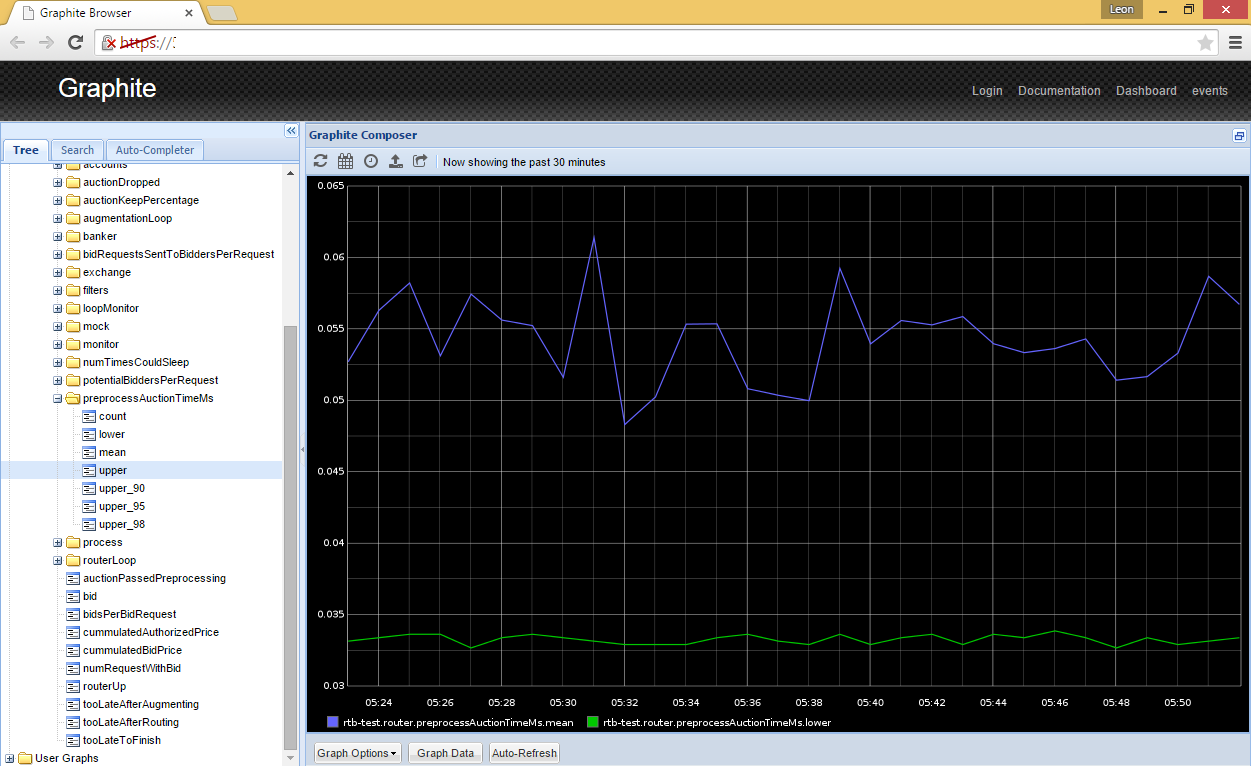 Graphite Browser
Leon
https://
Graphite
Login Documentation Dashboard events
Tree Search Auto-Completer
accounts
auctionDropped
auctionKeepPercentage
augmentationLoop
banker
bidRequestsSentToBiddersPerRequest
exchange
filters
loopMonitor
mock
monitor
numTimesCouldSleep
potentialBiddersPerRequest
preprocessAuctionTimeMs
count
lower
mean
upper
upper_90
upper_95
upper_98
process
routerLoop
auctionPassedPreprocessing
bid
bidsPerBidRequest
cummulatedAuthorizedPrice
cummulatedBidPrice
numRequestWithBid
routerUp
tooLateAfterAugmenting
tooLateAfterRouting
tooLateToFinish
User Graphs
Graphite Composer
Now showing the past 30 minutes
0.065
0.06
0.055
0.05
0.045
0.04
0.035
0.03
05:24 05:26 05:28 05:30 05:32 05:34 05:36 05:38 05:40 05:42 05:44 05:46 05:48 05:50
rtb-test.router.preprocessAuctionTimeMs.mean rtb-test.router.preprocessAuctionTimeMs.lower
Graph Options Graph Data Auto-Refresh